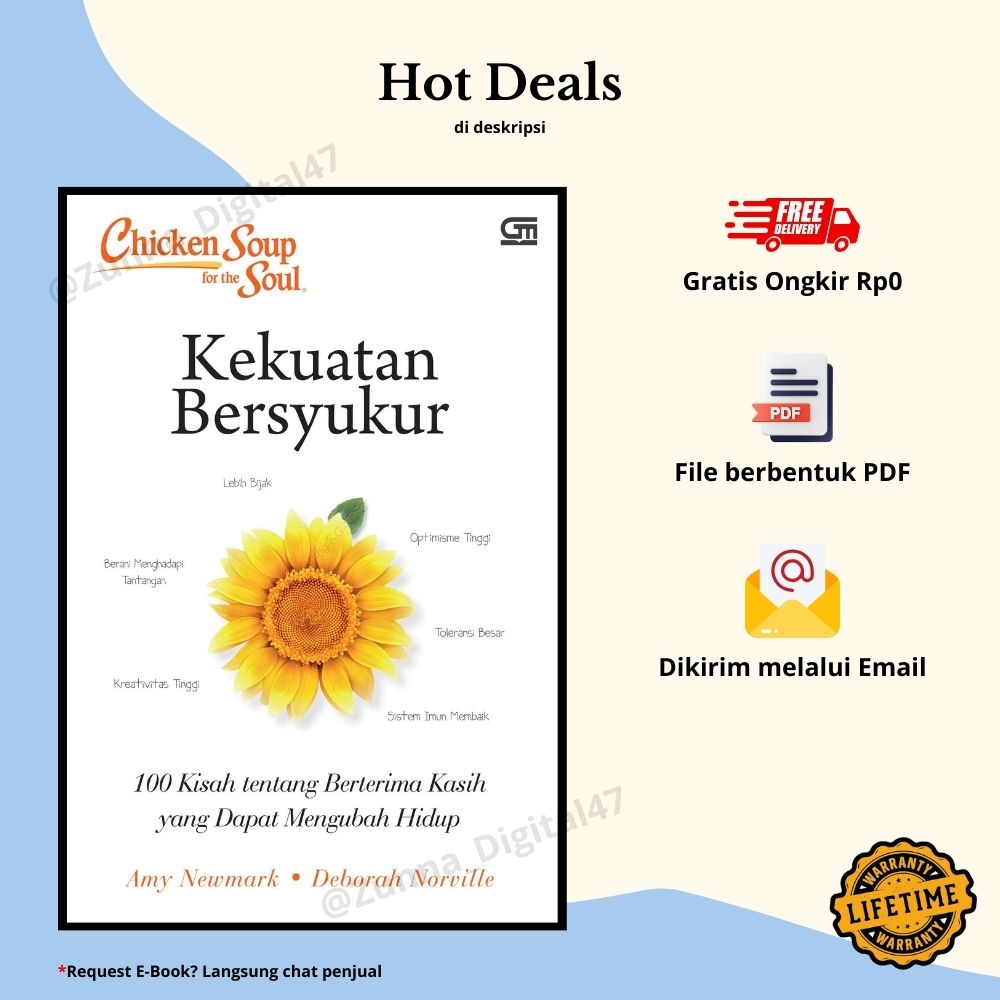 Hot Deals
di deskripsi
@Zunna_Digital47
Chicken Soup
for the
Soul®
GM
Kekuatan
Bersyukur
Lebih Bijak
Optimisme Tinggi
Berani Menghadapi
Tantangan
Toleransi Besar
Kreativitas Tinggi
Sistem Imun Membaik
100 Kisah tentang Berterima Kasih
yang Dapat Mengubah Hidup
Amy Newmark • Deborah Norville
@Zunna_Digital47
FREE
DELIVERY
Gratis Ongkir Rp0
PDF
File berbentuk PDF
@
Dikirim melalui Email
WARRANTY
LIFETIME
WARRANTY
*Request E-Book? Langsung chat penjual